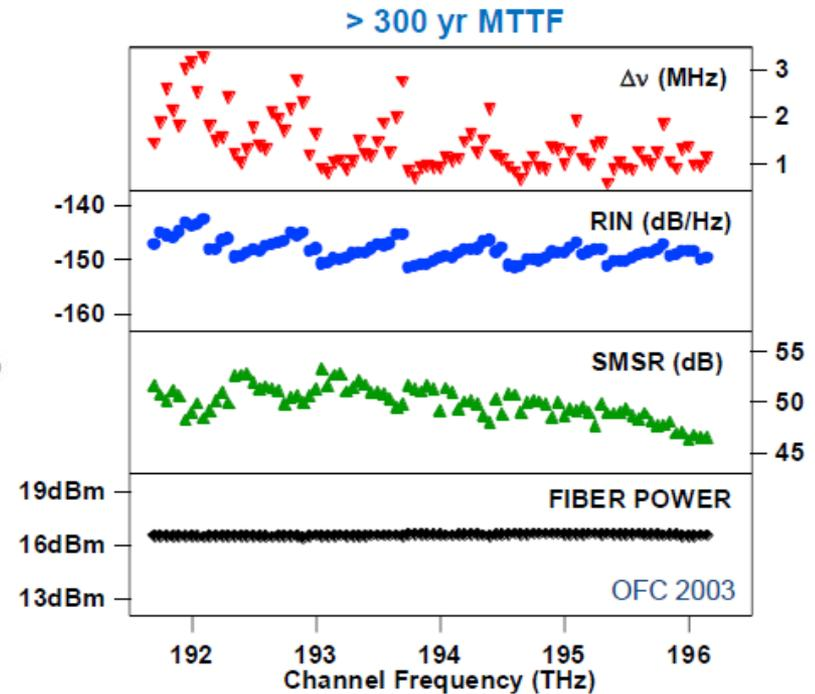 > 300 yr MTTF
Δν (MHz)
3
2
1
-140
RIN (dB/Hz)
-150
-160
55
SMSR (dB)
50
45
19dBm
FIBER POWER
16dBm
13dBm
OFC 2003
192 193 194 195 196
Channel Frequency (THz)